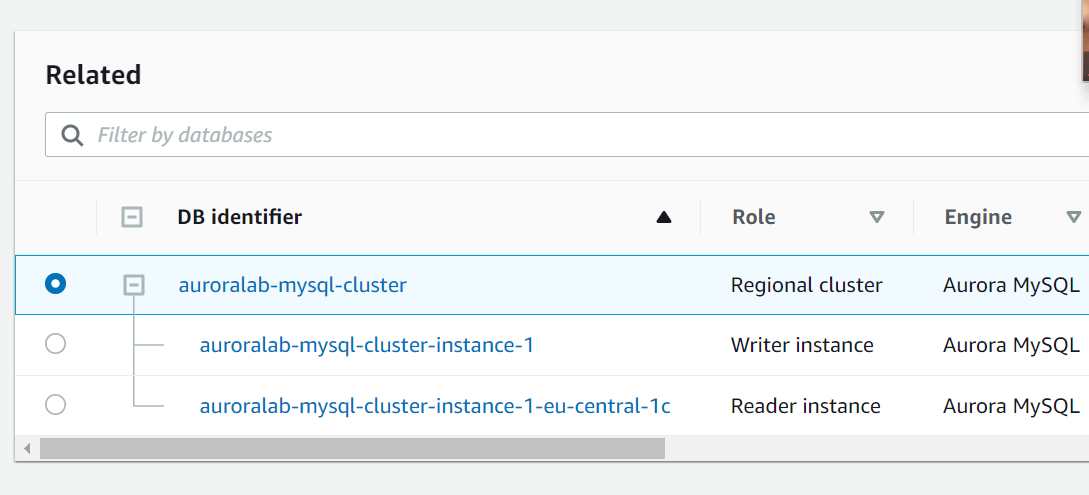 Related
Filter by databases
DB identifier Role Engine
auroralab-mysql-cluster Regional cluster Aurora MySQL
auroralab-mysql-cluster-instance-1 Writer instance Aurora MySQL
auroralab-mysql-cluster-instance-1-eu-central-1c Reader instance Aurora MySQL